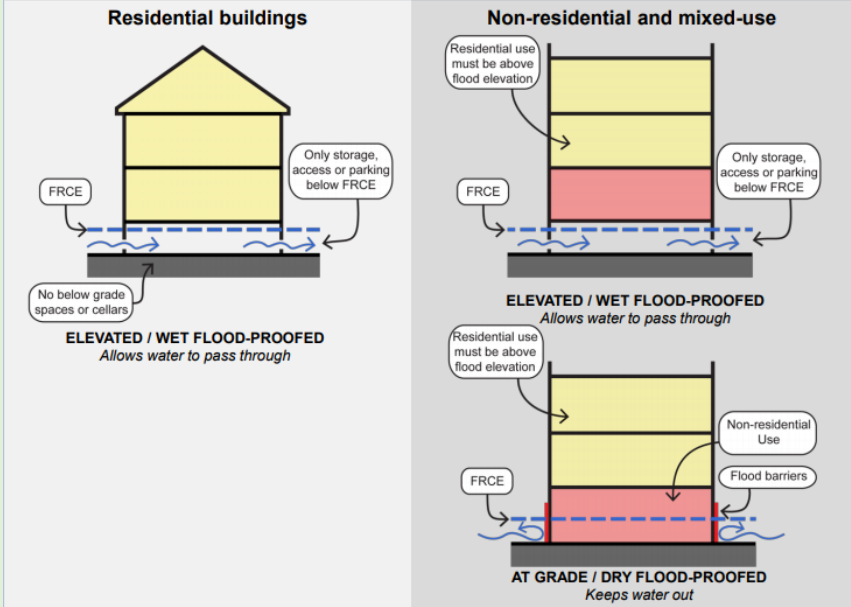 Residential buildings
Only storage,
access or parking
below FRCE
FRCE
No below grade
spaces or cellars
ELEVATED / WET FLOOD-PROOFED
Allows water to pass through
Non-residential and mixed-use
Residential use
must be above
flood elevation
Only storage,
access or parking
below FRCE
FRCE
ELEVATED / WET FLOOD-PROOFED
Allows water to pass through
Residential use
must be above
flood elevation
Non-residential
Use
FRCE
Flood barriers
AT GRADE / DRY FLOOD-PROOFED
Keeps water out